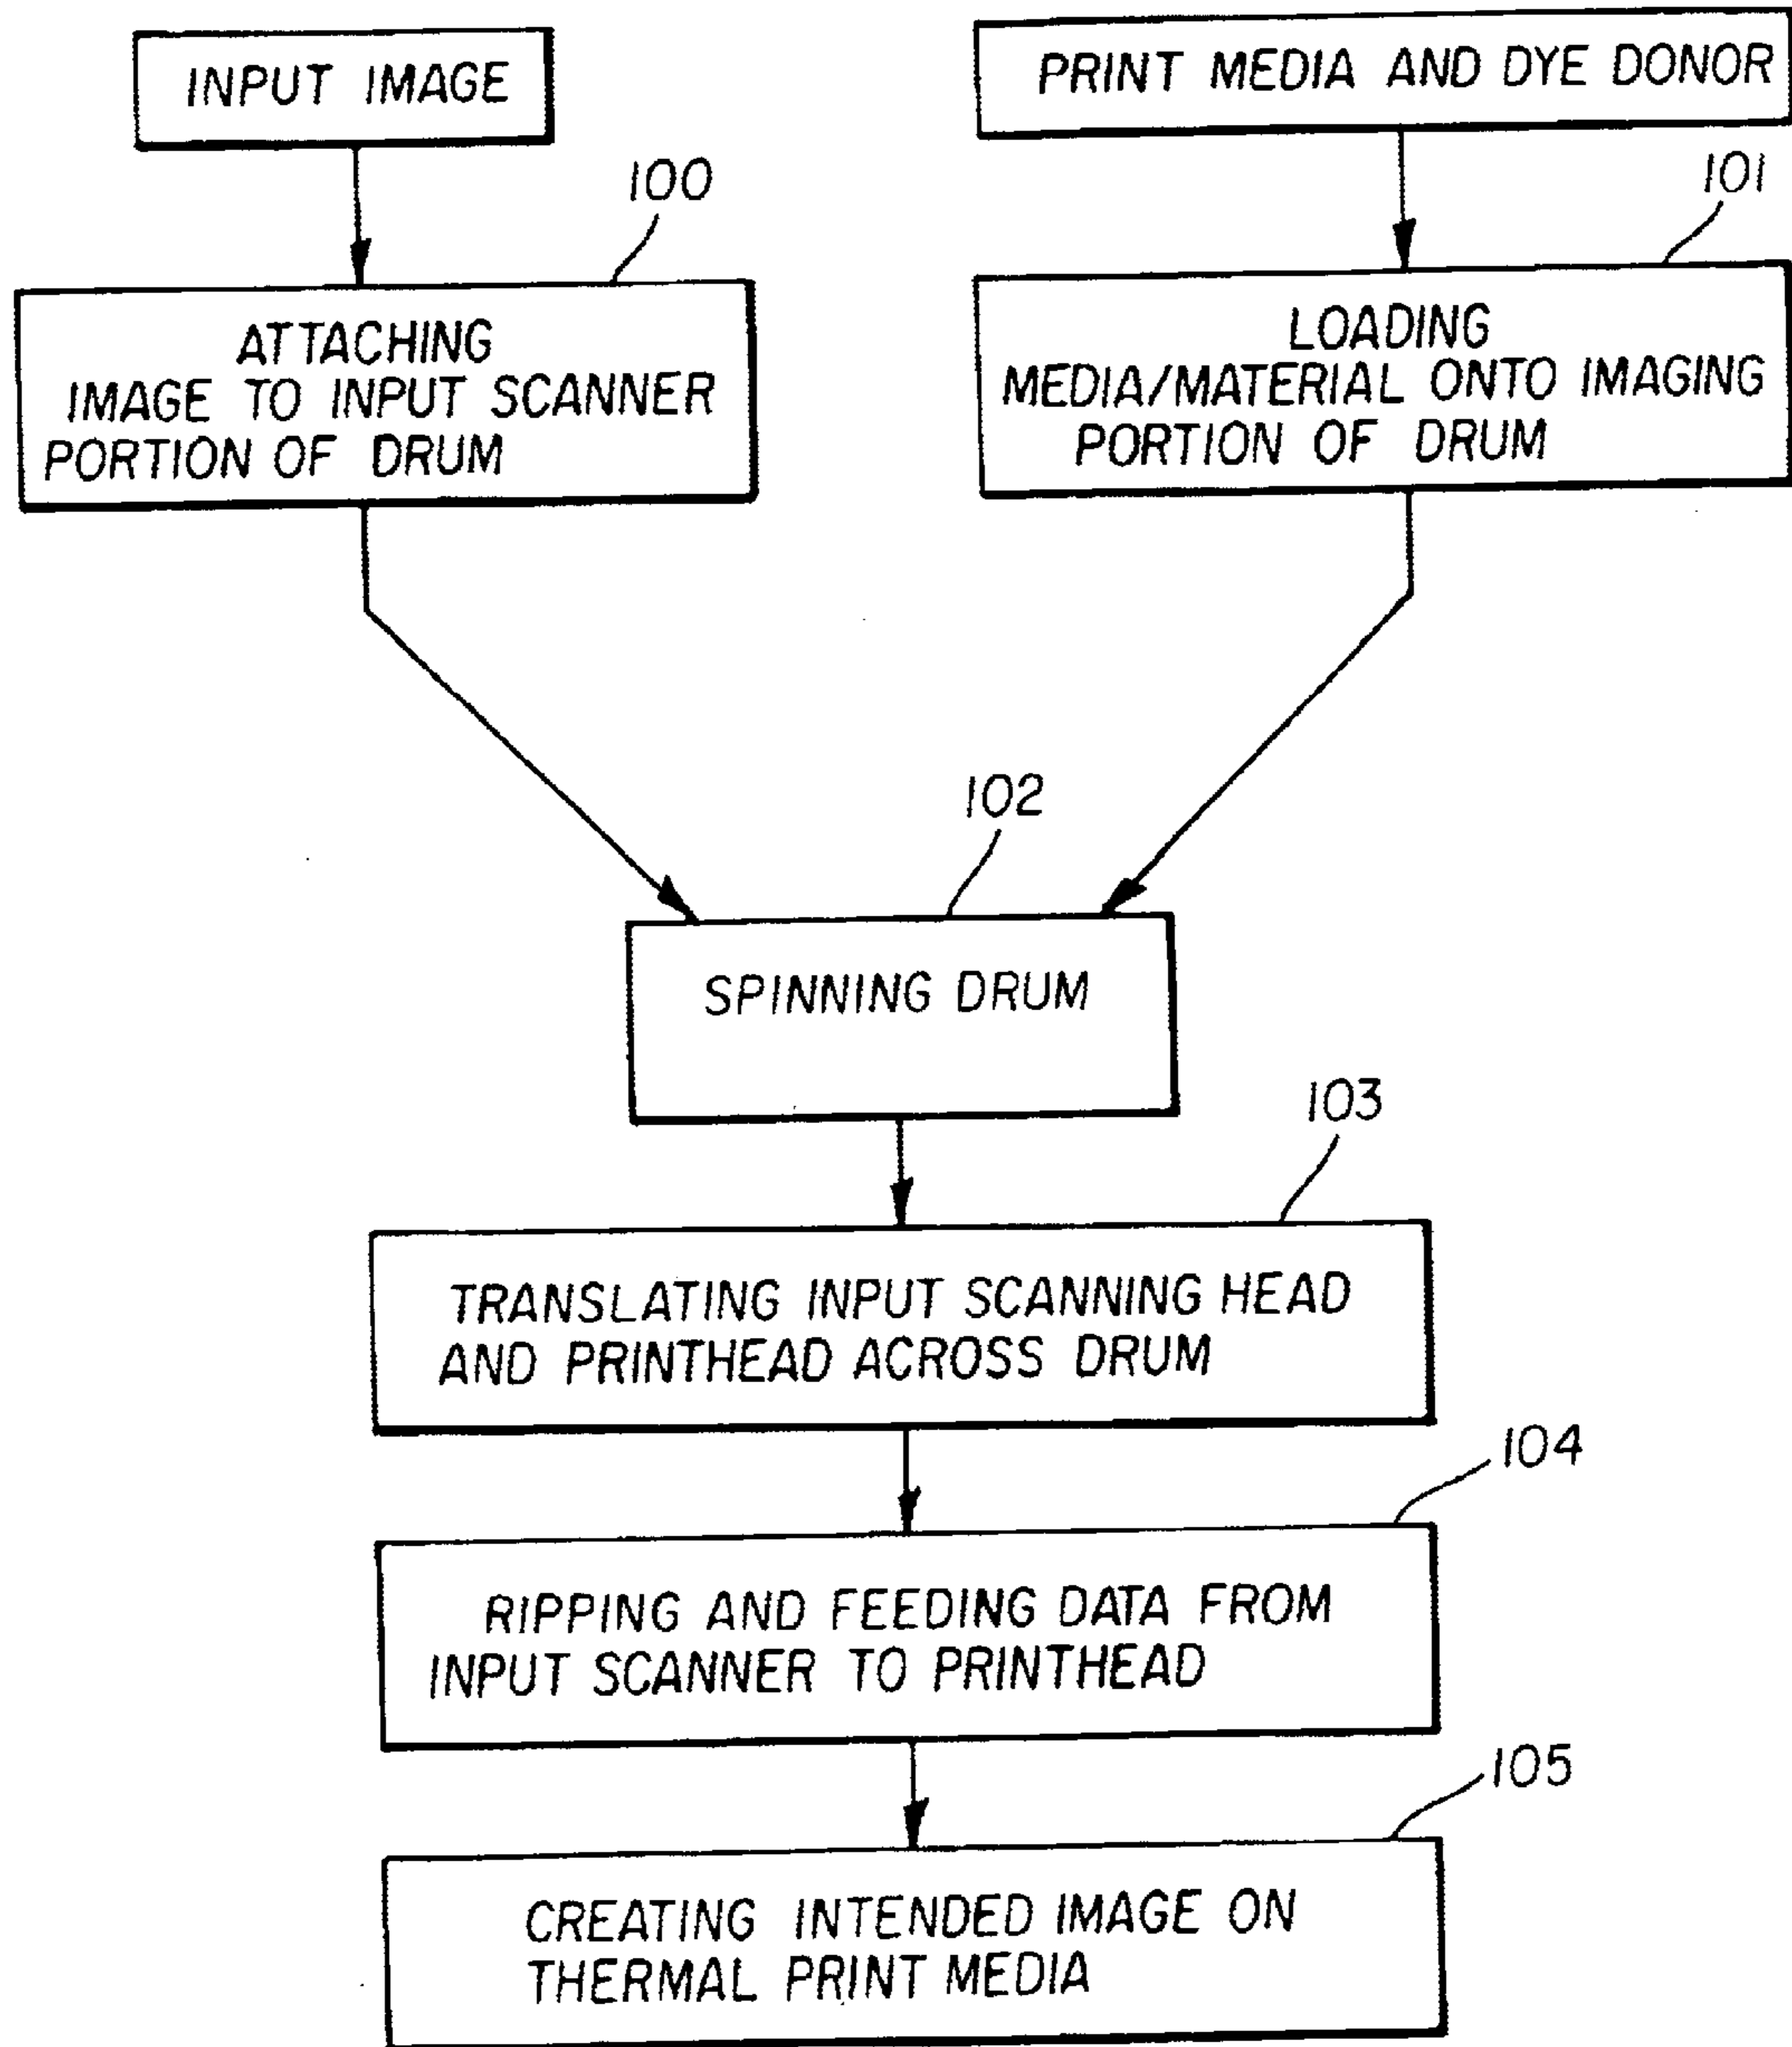 INPUT IMAGE
PRINT MEDIA AND DYE DONOR
100
101
ATTACHING
IMAGE TO INPUT SCANNER
PORTION OF DRUM
LOADING
MEDIA/MATERIAL ONTO IMAGING
PORTION OF DRUM
102
SPINNING DRUM
103
TRANSLATING INPUT SCANNING HEAD
AND PRINTHEAD ACROSS DRUM
104
RIPPING AND FEEDING DATA FROM
INPUT SCANNER TO PRINTHEAD
105
CREATING INTENDED IMAGE ON
THERMAL PRINT MEDIA